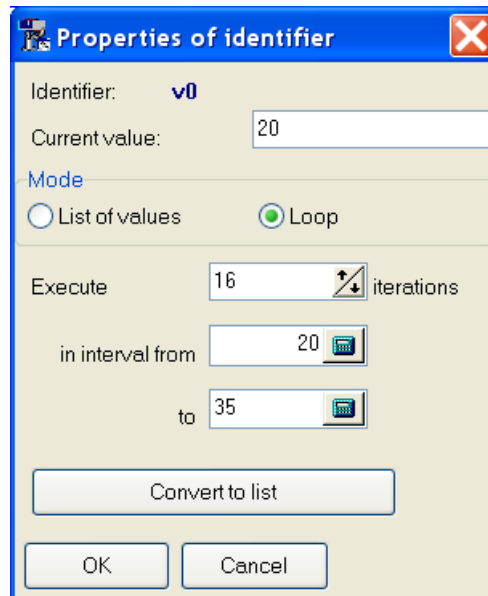 Properties of identifier
Identifier: v0
Current value: 20
Mode
List of values Loop
Execute 16 iterations
in interval from 20
to 35
Convert to list
OK Cancel